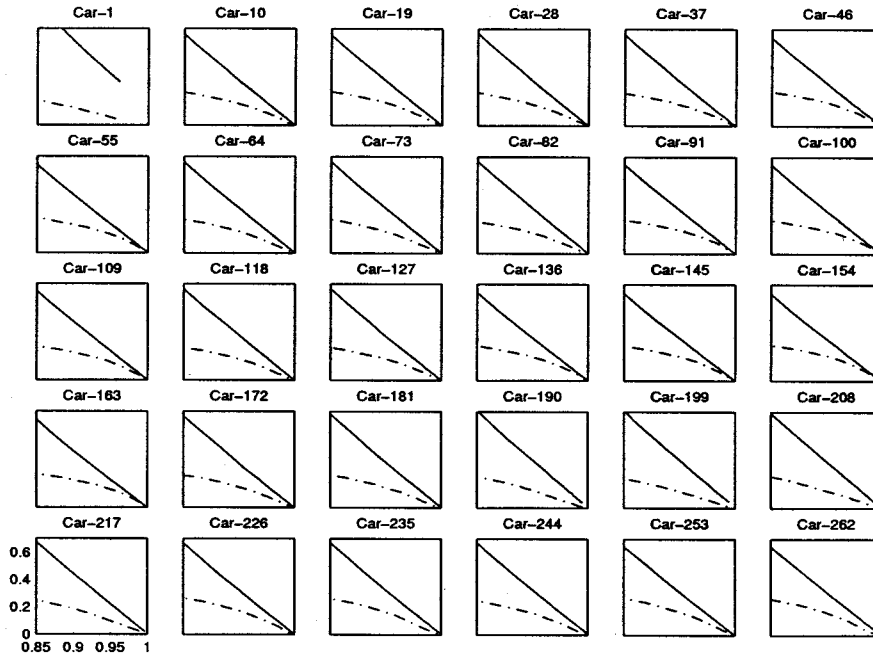 Car-1 Car-10 Car-19 Car-28 Car-37 Car-46
Car-55 Car-64 Car-73 Car-82 Car-91 Car-100
Car-109 Car-118 Car-127 Car-136 Car-145 Car-154
Car-163 Car-172 Car-181 Car-190 Car-199 Car-208
Car-217 Car-226 Car-235 Car-244 Car-253 Car-262
0.6
0.4
0.2
0
0.85 0.9 0.95 1